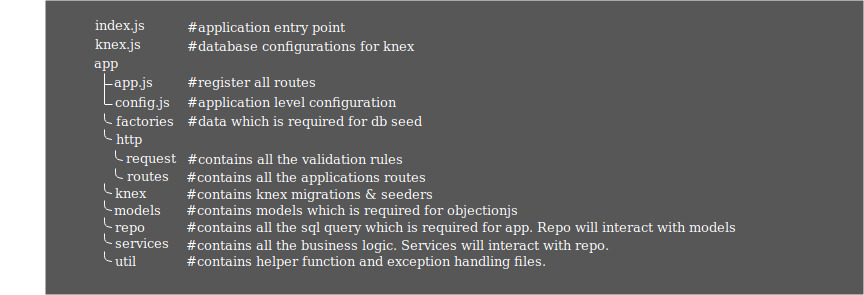 index.js #application entry point
knex.js #database configurations for knex
app
app.js #register all routes
config.js #application level configuration
factories #data which is required for db seed
http
request #contains all the validation rules
routes #contains all the applications routes
knex #contains knex migrations & seeders
models #contains models which is required for objectionjs
repo #contains all the sql query which is required for app. Repo will interact with models
services #contains all the business logic. Services will interact with repo.
util #contains helper function and exception handling files.